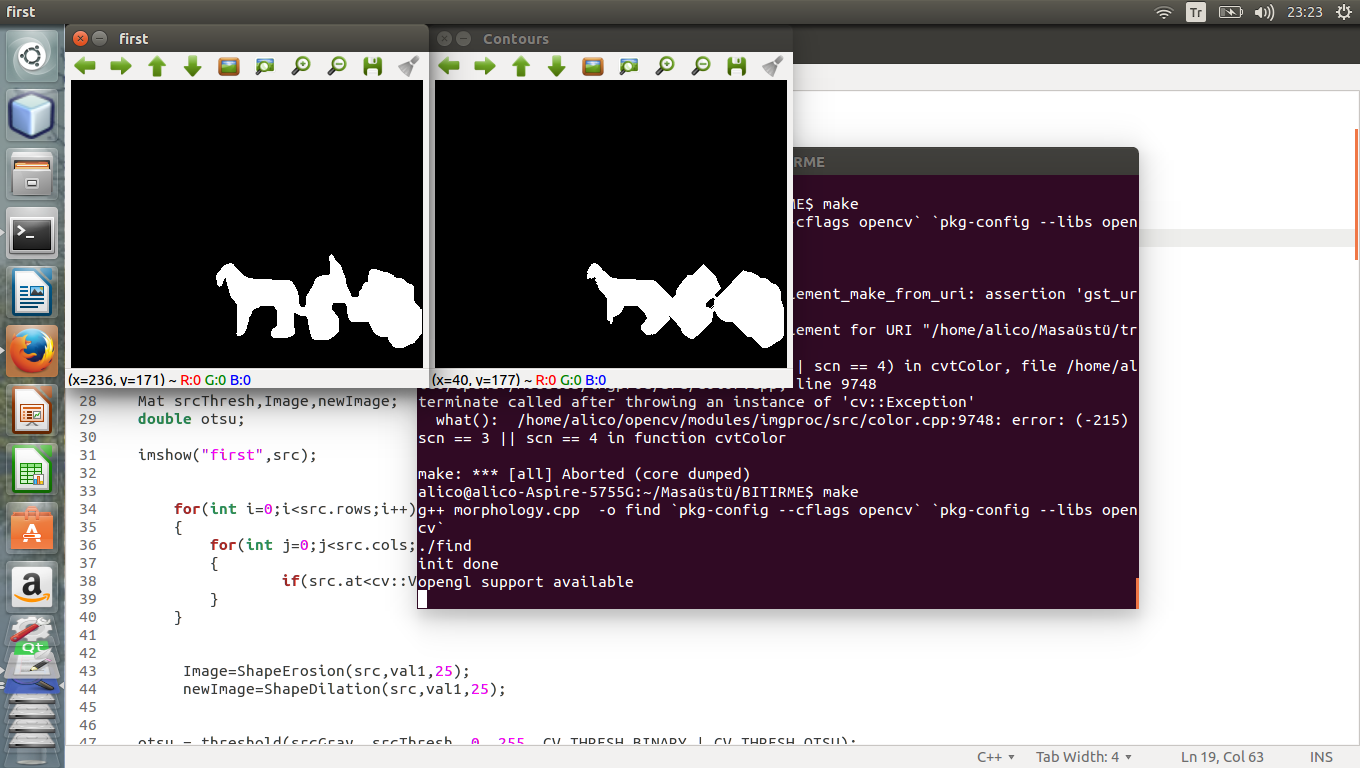 first
Tr
23:23
first
Contours
(x=236, y=171) ~ R:0 G:0 B:0
(x=40, y=177) ~ R:0 G:0 B:0
RME
E$ make
cflags opencv` `pkg-config --libs open
lement_make_from_uri: assertion 'gst_ur
lement for URI "/home/alico/Masaüstü/tr
|| scn == 4) in cvtColor, file /home/al
line 9748
terminate called after throwing an instance of 'cv::Exception'
what():  /home/alico/opencv/modules/imgproc/src/color.cpp:9748: error: (-215)
scn == 3 || scn == 4 in function cvtColor
make: *** [all] Aborted (core dumped)
alico@alico-Aspire-5755G:~/Masaüstü/BITIRME$ make
g++ morphology.cpp  -o find `pkg-config --cflags opencv` `pkg-config --libs open
cv`
./find
init done
opengl support available
28 Mat srcThresh,Image,newImage;
29 double otsu;
30
31 imshow("first",src);
32
33
34 for(int i=0;i<src.rows;i++)
35 {
36 for(int j=0;j<src.cols;
37 {
38 if(src.at<cv::V
39 }
40 }
41
42
43 Image=ShapeErosion(src,val1,25);
44 newImage=ShapeDilation(src,val1,25);
45
46
47 otsu = threshold(srcGray, srcThresh, 0, 255, CV_THRESH_BINARY | CV_THRESH_OTSU);
a
Qt
C++
Tab Width: 4
Ln 19, Col 63
INS